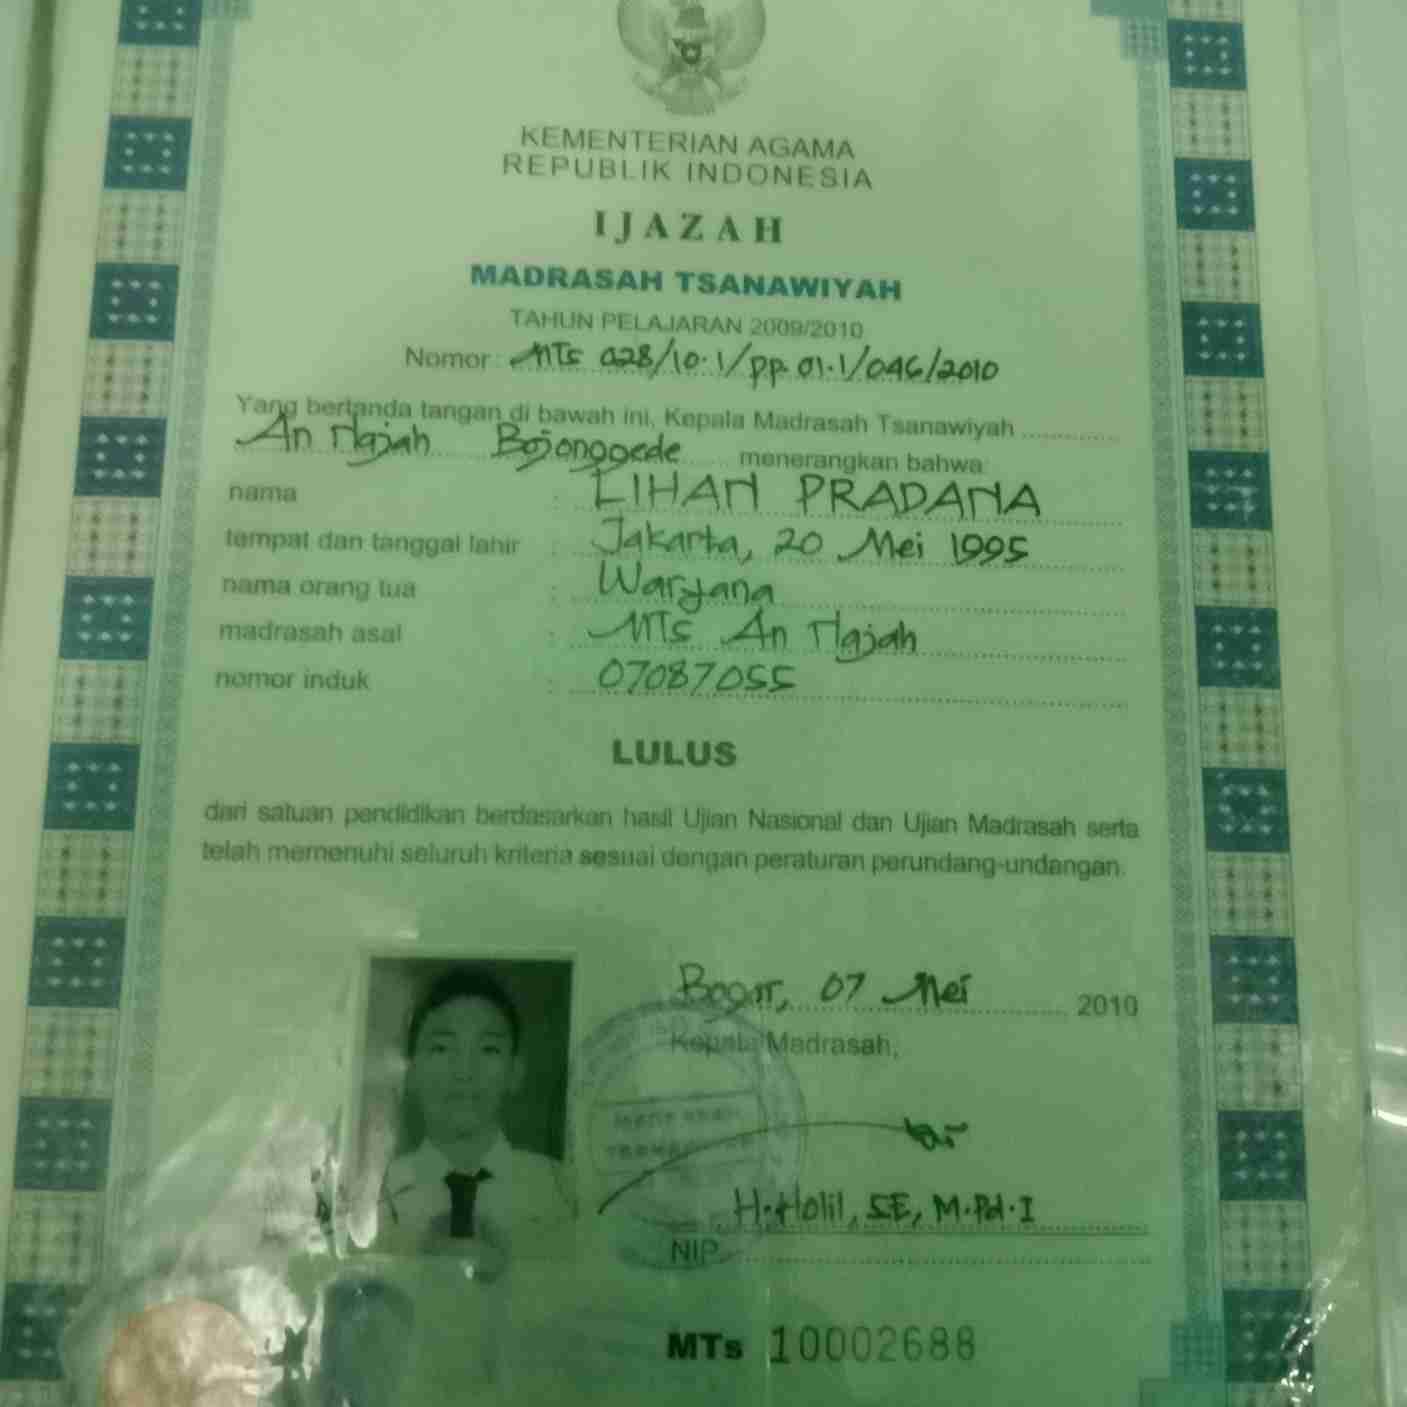 KEMENTERIAN AGAMA
REPUBLIK INDONESIA
IJAZAH
MADRASAH TSANAWIYAH
TAHUN PELAJARAN 2009/2010
Nomor : MTs 028/10.1/PP.01.1/046/2010
Yang bertanda tangan di bawah ini, Kepala Madrasah Tsanawiyah
An Najah Bojonggede menerangkan bahwa:
nama : LIHAN PRADANA
tempat dan tanggal lahir : Jakarta, 20 Mei 1995
nama orang tua : Waryana
madrasah asal : MTs An Najah
nomor induk : 07087055
LULUS
dari satuan pendidikan berdasarkan hasil Ujian Nasional dan Ujian Madrasah serta
telah memenuhi seluruh kriteria sesuai dengan peraturan perundang-undangan.
Bogor, 07 Mei 2010
Kepala Madrasah,
H. Holil, SE, M.Pd.I
NIP.
MTs 10002688